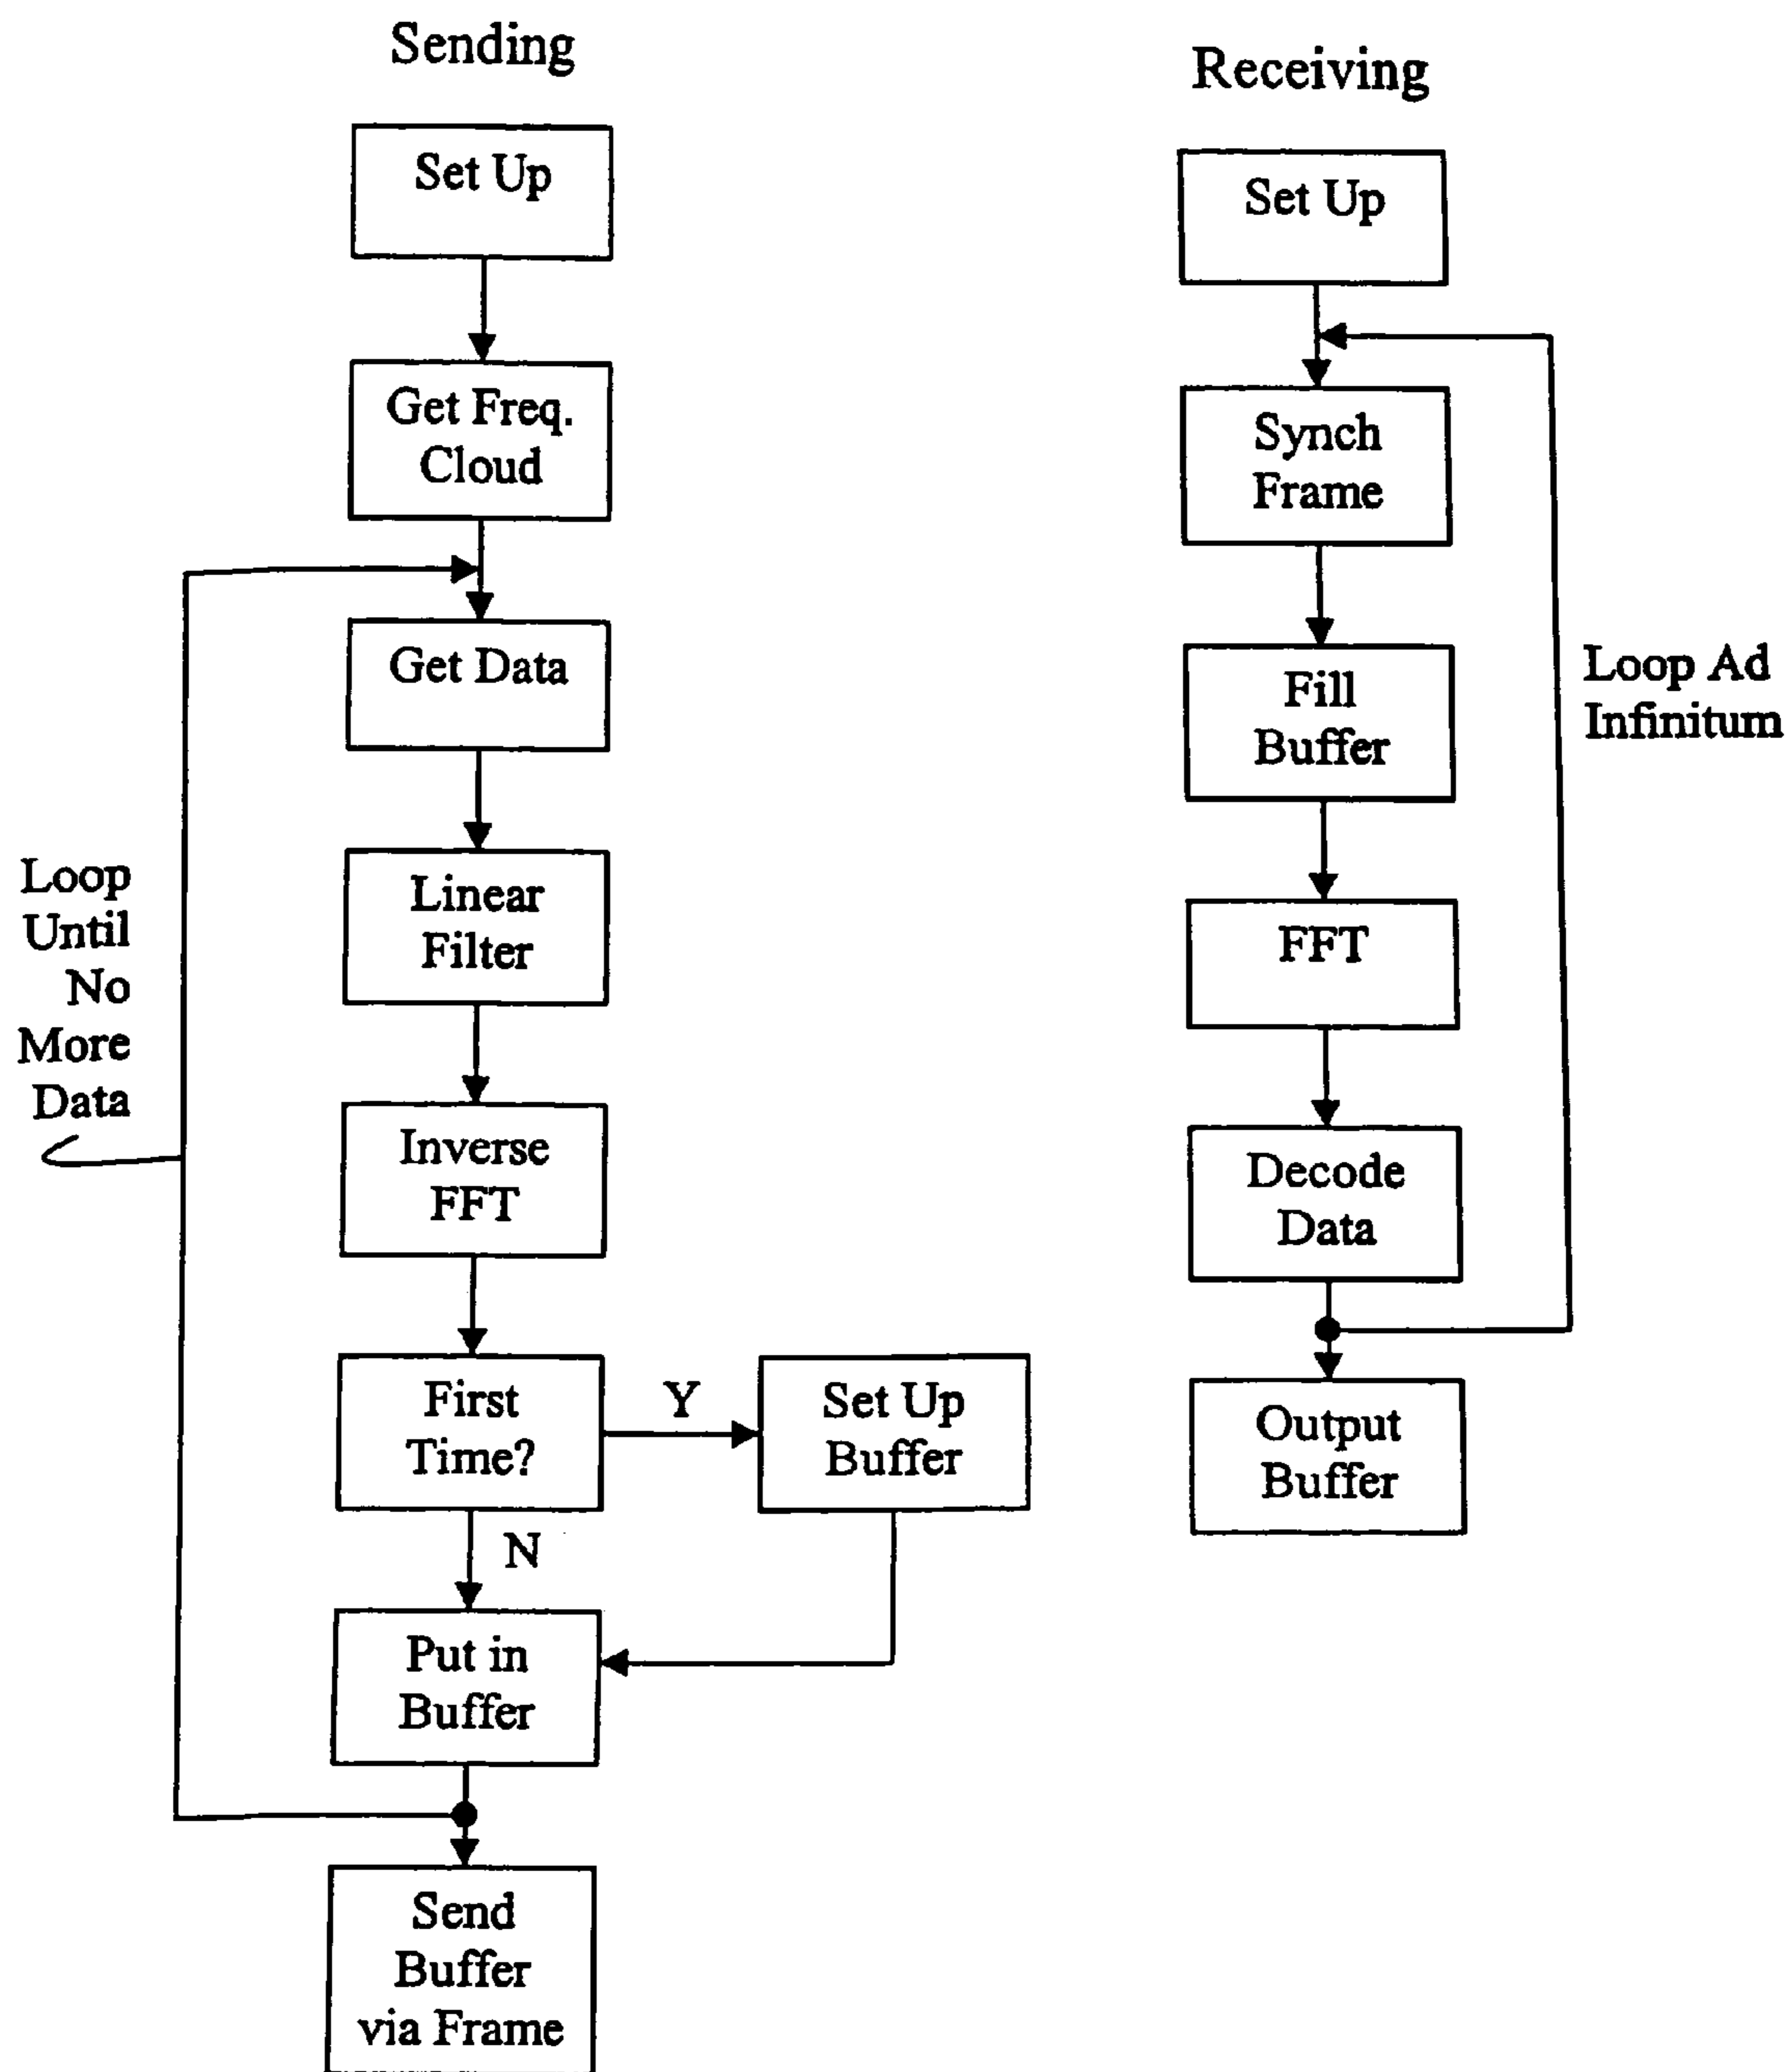 Sending
Set Up
Get Freq.
Cloud
Get Data
Linear
Filter
Inverse
FFT
First
Time?
Y
Set Up
Buffer
N
Put in
Buffer
Send
Buffer
via Frame
Loop
Until
No
More
Data
Receiving
Set Up
Synch
Frame
Fill
Buffer
FFT
Decode
Data
Output
Buffer
Loop Ad
Infinitum